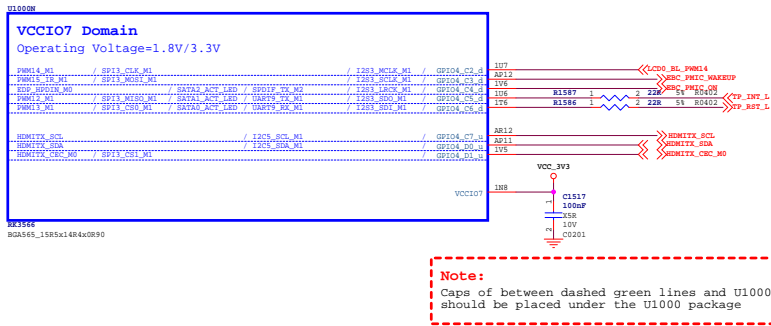 U1000N
VCCIO7 Domain
Operating Voltage=1.8V/3.3V
PWM14_M1 / SPI3_CLK_M1 / I2S3_MCLK_M1 / GPIO4_C2_d 1U7 LCD0_BL_PWM14
PWM15_IR_M1 / SPI3_MOSI_M1 / I2S3_SCLK_M1 / GPIO4_C3_d AP12 EBC_PMIC_WAKEUP
EDP_HPDIN_M0 / SATA2_ACT_LED / SPDIF_TX_M2 / I2S3_LRCK_M1 / GPIO4_C4_d 1V6 EBC_PMIC_ON
PWM12_M1 / SPI3_MISO_M1 / SATA1_ACT_LED / UART9_TX_M1 / I2S3_SDO_M1 / GPIO4_C5_d 1U6 R1587 1 2 22R 5% R0402 TP_INT_L
PWM13_M1 / SPI3_CS0_M1 / SATA0_ACT_LED / UART9_RX_M1 / I2S3_SDI_M1 / GPIO4_C6_d 1T6 R1586 1 2 22R 5% R0402 TP_RST_L
HDMITX_SCL / I2C5_SCL_M1 / GPIO4_C7_u AR12 HDMITX_SCL
HDMITX_SDA / I2C5_SDA_M1 / GPIO4_D0_u AP11 HDMITX_SDA
HDMITX_CEC_M0 / SPI3_CS1_M1 / GPIO4_D1_u 1V5 HDMITX_CEC_M0
VCC_3V3
VCCIO7 1N8
1 C1517
100nF
X5R
10V
2 C0201
RK3566
BGA565_15R5x14R4x0R90
Note:
Caps of between dashed green lines and U1000
should be placed under the U1000 package